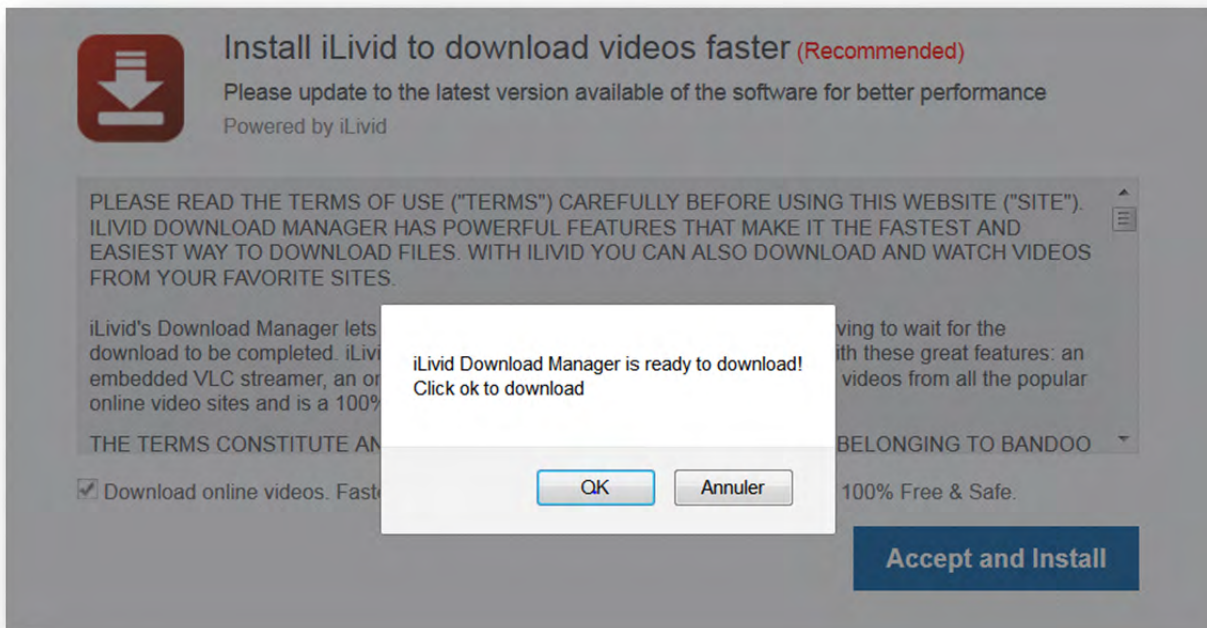 Install iLivid to download videos faster (Recommended)
Please update to the latest version available of the software for better performance
Powered by iLivid
PLEASE READ THE TERMS OF USE ("TERMS") CAREFULLY BEFORE USING THIS WEBSITE ("SITE").
ILIVID DOWNLOAD MANAGER HAS POWERFUL FEATURES THAT MAKE IT THE FASTEST AND
EASIEST WAY TO DOWNLOAD FILES. WITH ILIVID YOU CAN ALSO DOWNLOAD AND WATCH VIDEOS
FROM YOUR FAVORITE SITES.
iLivid's Download Manager lets ving to wait for the
download to be completed. iLivi ith these great features: an
embedded VLC streamer, an or videos from all the popular
online video sites and is a 100%
THE TERMS CONSTITUTE AN BELONGING TO BANDOO
Download online videos. Faste 100% Free & Safe.
iLivid Download Manager is ready to download!
Click ok to download
OK Annuler
Accept and Install